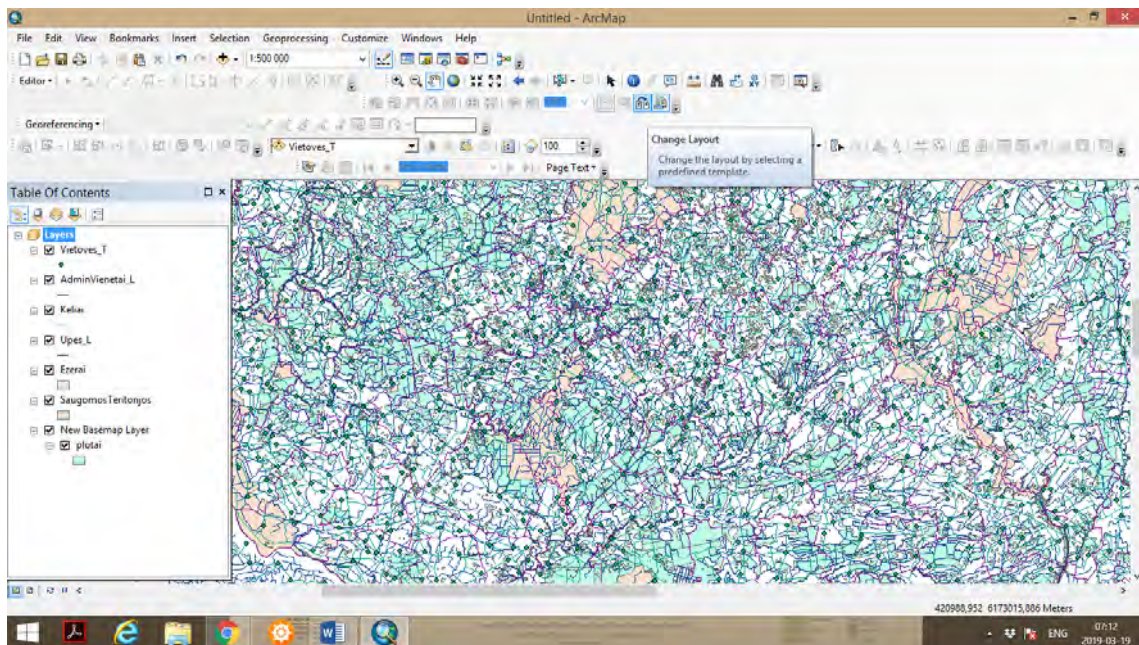 Untitled - ArcMap
File Edit View Bookmarks Insert Selection Geoprocessing Customize Windows Help
1:500 000
Editor
Georeferencing
Vietoves_T 100
Change Layout
Change the layout by selecting a
predefined template.
Page Text
Table Of Contents
Layers
Vietoves_T
AdminVienetai_L
Keliai
Upes_L
Ezerai
SaugomosTeritorijos
New Basemap Layer
plutai
420988,952 6173015,886 Meters
ENG
07:12
2019-03-19